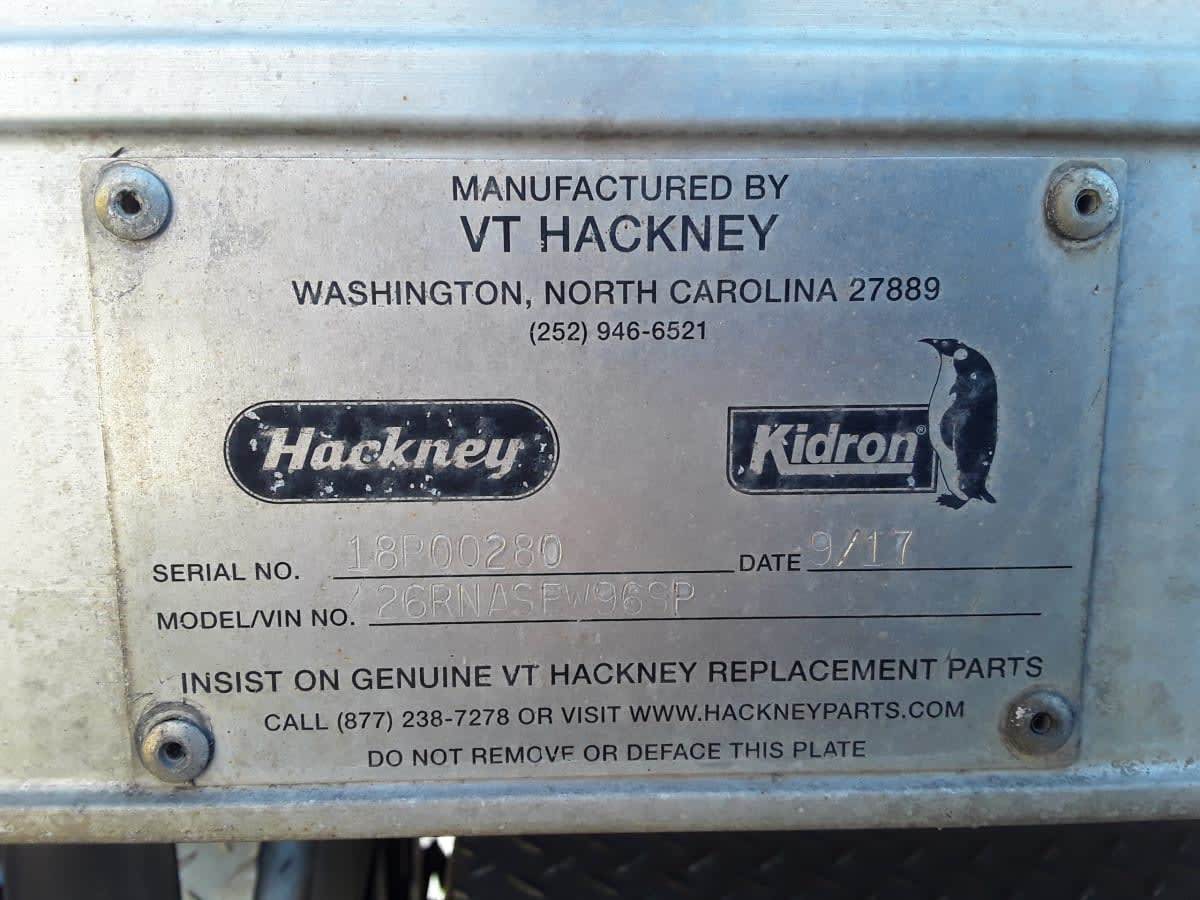 MANUFACTURED BY
VT HACKNEY
WASHINGTON, NORTH CAROLINA 27889
(252) 946-6521
Hackney
Kidron®
SERIAL NO. 18P00280 DATE 9/17
MODEL/VIN NO.
INSIST ON GENUINE VT HACKNEY REPLACEMENT PARTS
CALL (877) 238-7278 OR VISIT WWW.HACKNEYPARTS.COM
DO NOT REMOVE OR DEFACE THIS PLATE